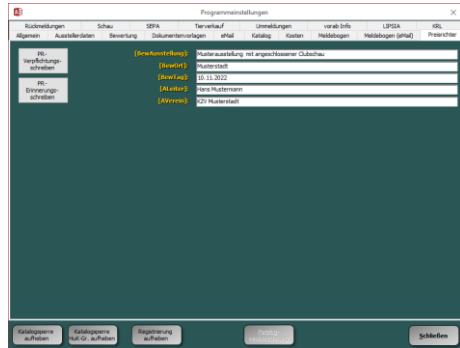 Programmeinstellungen
Rückmeldungen Schau SEPA Tierverkauf Ummeldungen vorab Info LIPSIA KRL
Allgemein Ausstellerdaten Bewertung Dokumentenvorlagen eMail Katalog Kosten Meldebogen Meldebogen (eMail) Preisrichter
PR-
Verpflichtungs-
schreiben
[BewAusstellung]: Musterausstellung mit angeschlossener Clubschau
[BewOrt]: Musterstadt
PR-
Erinnerungs-
schreiben
[BewTag]: 10.11.2022
[ALeiter]: Hans Mustermann
[AVerein]: KZV Musterstadt
Katalogsperre
aufheben
Katalogsperre
Mult-Gr. aufheben
Registrierung
aufheben
Schließen